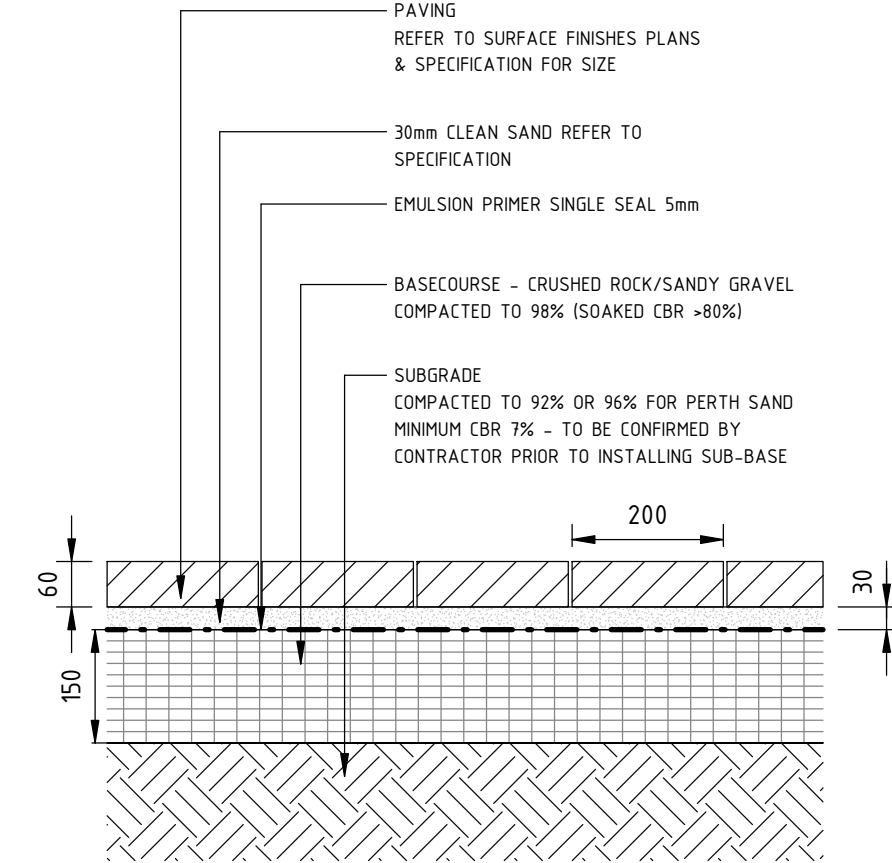 PAVING
REFER TO SURFACE FINISHES PLANS
& SPECIFICATION FOR SIZE
30mm CLEAN SAND REFER TO
SPECIFICATION
EMULSION PRIMER SINGLE SEAL 5mm
BASECOURSE - CRUSHED ROCK/SANDY GRAVEL
COMPACTED TO 98% (SOAKED CBR >80%)
SUBGRADE
COMPACTED TO 92% OR 96% FOR PERTH SAND
MINIMUM CBR 7% - TO BE CONFIRMED BY
CONTRACTOR PRIOR TO INSTALLING SUB-BASE
200
60
30
150